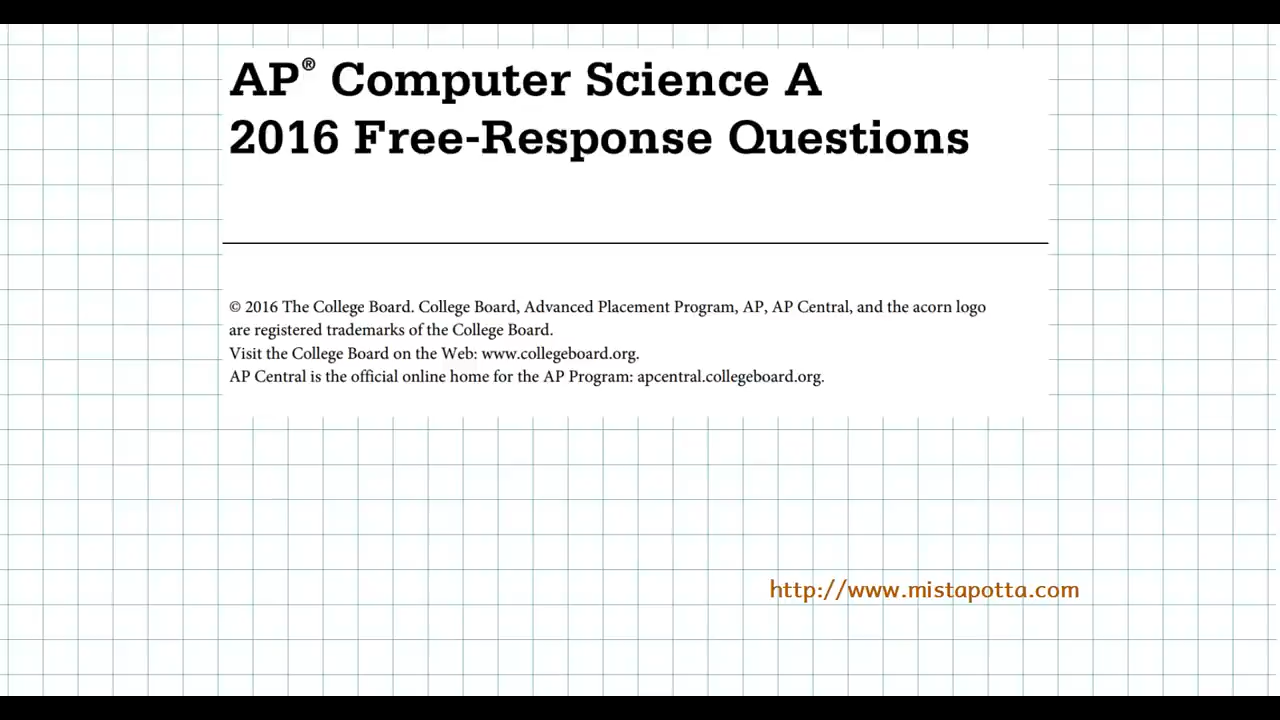 AP® Computer Science A
2016 Free-Response Questions
© 2016 The College Board. College Board, Advanced Placement Program, AP, AP Central, and the acorn logo
are registered trademarks of the College Board.
Visit the College Board on the Web: www.collegeboard.org.
AP Central is the official online home for the AP Program: apcentral.collegeboard.org.
http://www.mistapotta.com